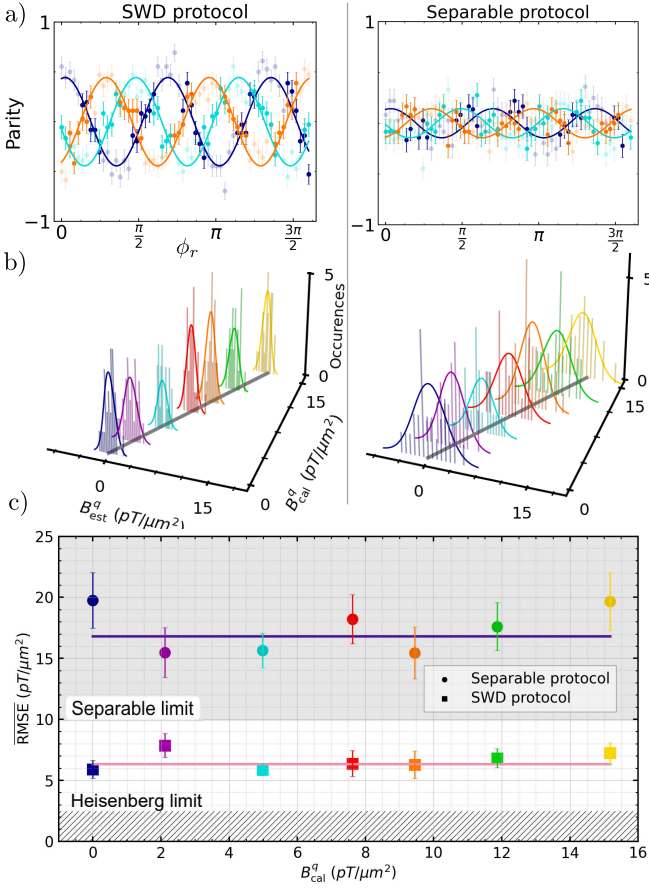 a)
SWD protocol
Separable protocol
1
1
Parity
−1
−1
0
π/2
ϕ_r
π
3π/2
0
π/2
π
3π/2
b)
5
Occurences
0
15
0
0
15
B^q_est (pT/μm²)
B^q_cal (pT/μm²)
5
0
15
0
0
15
c)
25
20
15
10
5
0
RMSE (pT/μm²)
Separable protocol
SWD protocol
Separable limit
Heisenberg limit
0 2 4 6 8 10 12 14 16
B^q_cal (pT/μm²)